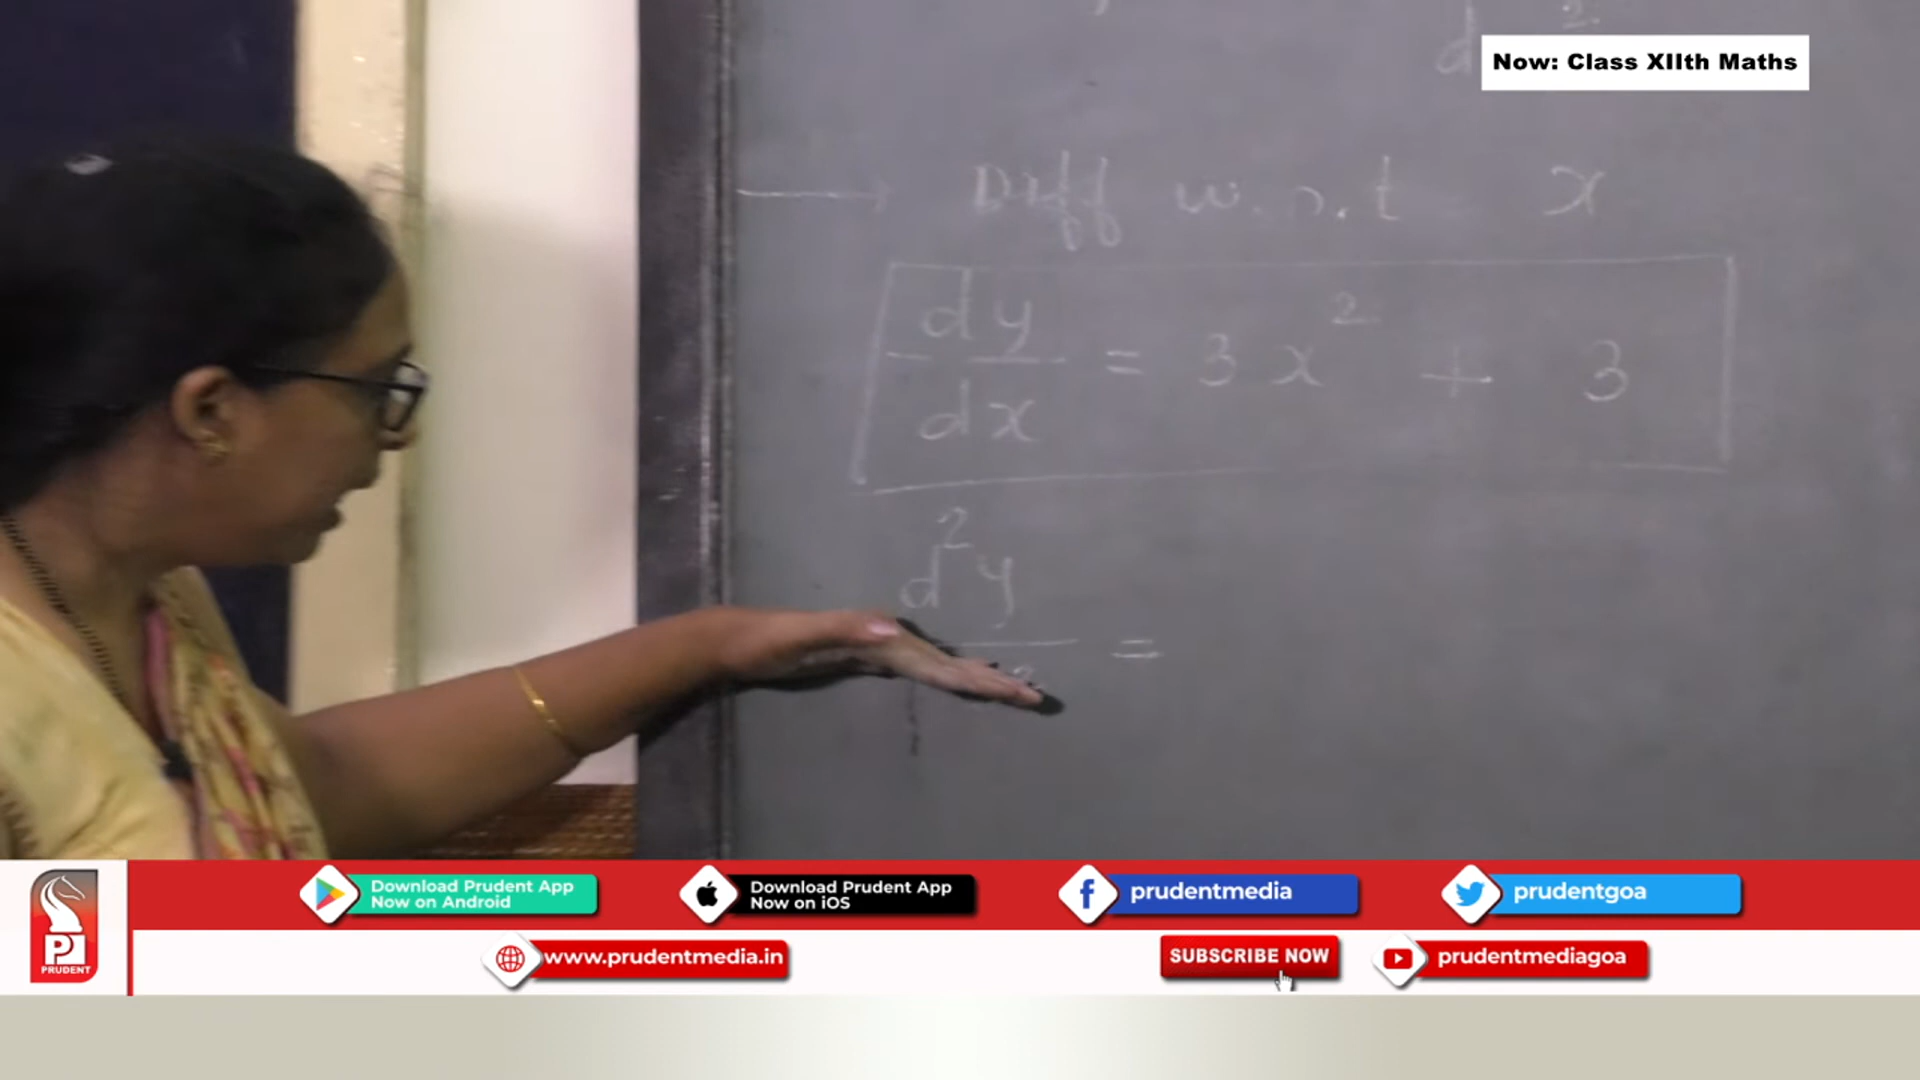 d 2
Now: Class XIIth Maths
Diff w.r.t x
dy/dx = 3x² + 3
d²y
=
Download Prudent App
Now on Android
Download Prudent App
Now on iOS
prudentmedia
prudentgoa
PRUDENT
www.prudentmedia.in
SUBSCRIBE NOW
prudentmediagoa